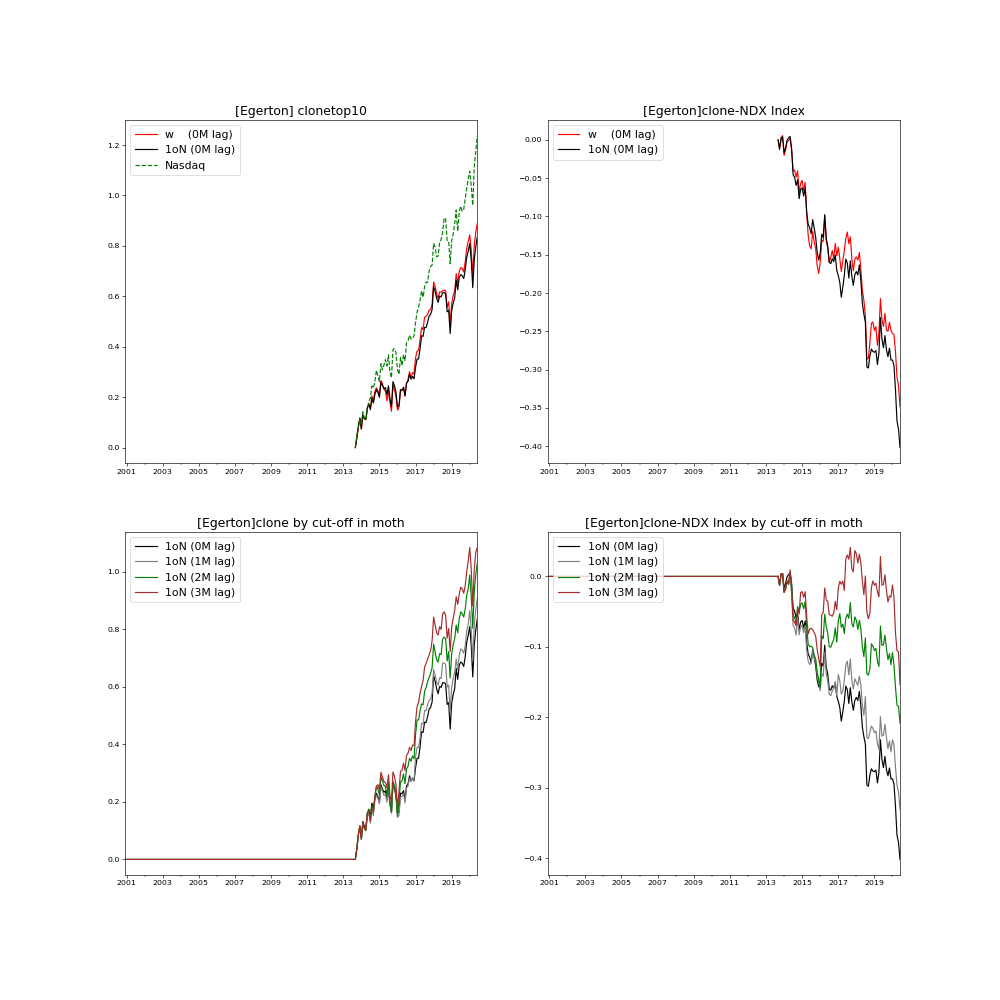 [Egerton] clonetop10
w    (0M lag)
1oN (0M lag)
Nasdaq
1.2
1.0
0.8
0.6
0.4
0.2
0.0
2001 2003 2005 2007 2009 2011 2013 2015 2017 2019
[Egerton]clone-NDX Index
w    (0M lag)
1oN (0M lag)
0.00
−0.05
−0.10
−0.15
−0.20
−0.25
−0.30
−0.35
−0.40
2001 2003 2005 2007 2009 2011 2013 2015 2017 2019
[Egerton]clone by cut-off in moth
1oN (0M lag)
1oN (1M lag)
1oN (2M lag)
1oN (3M lag)
1.0
0.8
0.6
0.4
0.2
0.0
2001 2003 2005 2007 2009 2011 2013 2015 2017 2019
[Egerton]clone-NDX Index by cut-off in moth
1oN (0M lag)
1oN (1M lag)
1oN (2M lag)
1oN (3M lag)
0.0
−0.1
−0.2
−0.3
−0.4
2001 2003 2005 2007 2009 2011 2013 2015 2017 2019